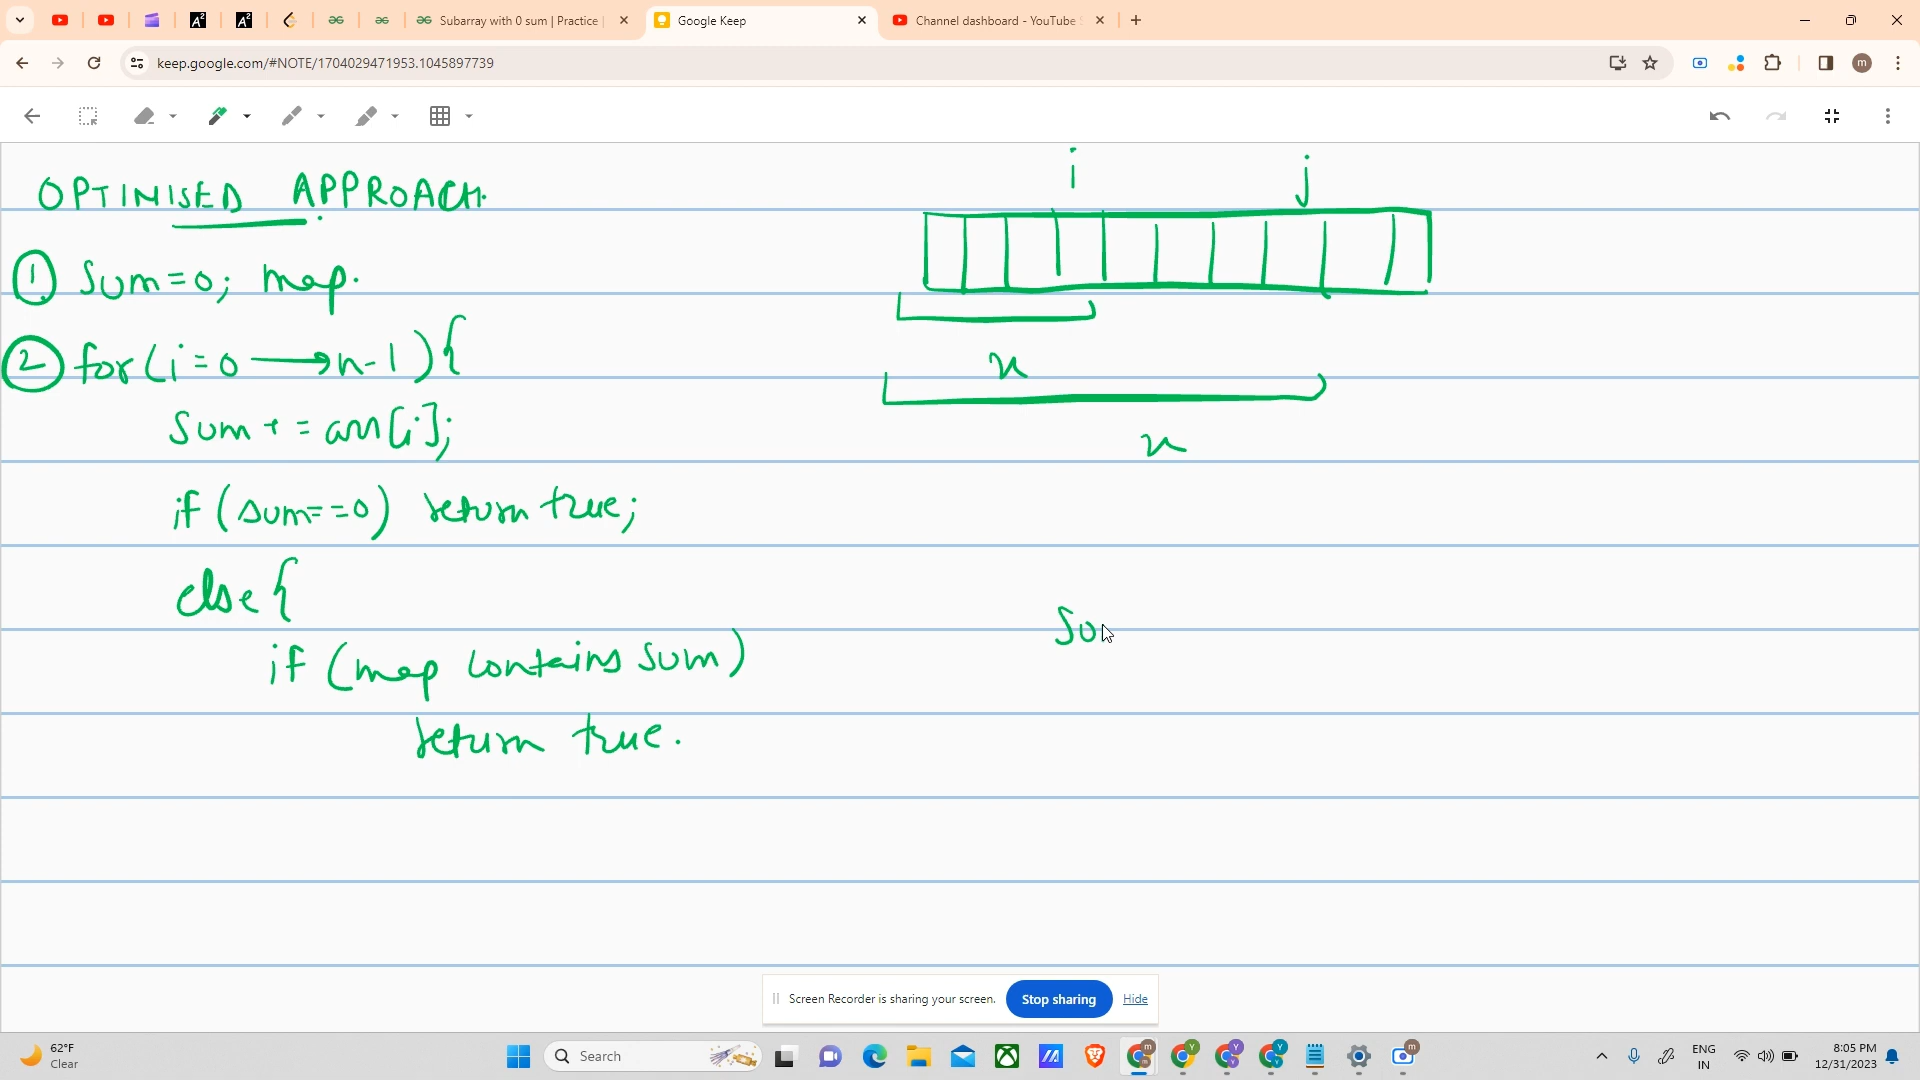 Subarray with 0 sum | Practice
Google Keep
Channel dashboard - YouTube
keep.google.com/#NOTE/1704029471953.1045897739
OPTIMISED APPROACH.
1 Sum=0; map.
2 for(i=0 → n-1){
Sum+=arr[i];
if (sum==0) return true;
else {
if (map contains sum)
return true.
i j
x
x
Su
Screen Recorder is sharing your screen. Stop sharing Hide
62°F
Clear
Search
ENG
IN
8:05 PM
12/31/2023